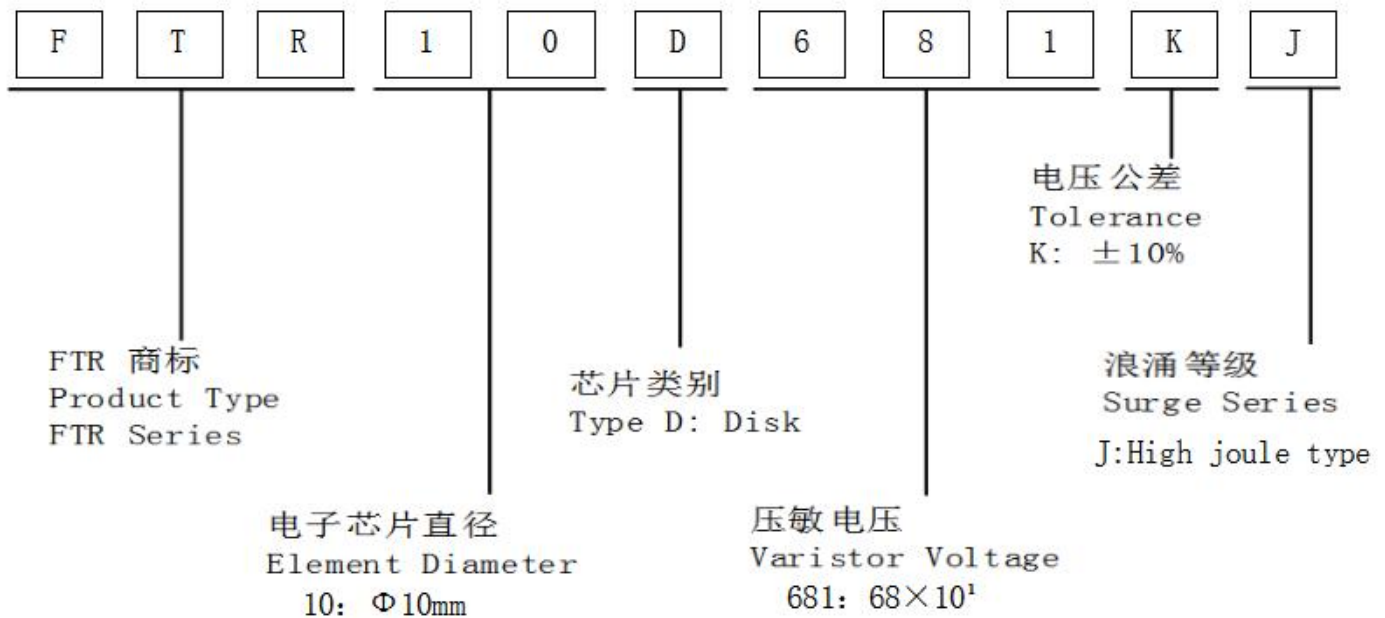 F T R 1 0 D 6 8 1 K J
电压公差
Tolerance
K: ±10%
FTR 商标
Product Type
FTR Series
芯片类别
Type D: Disk
浪涌等级
Surge Series
J:High joule type
电子芯片直径
Element Diameter
10: Φ10mm
压敏电压
Varistor Voltage
681: 68×10¹